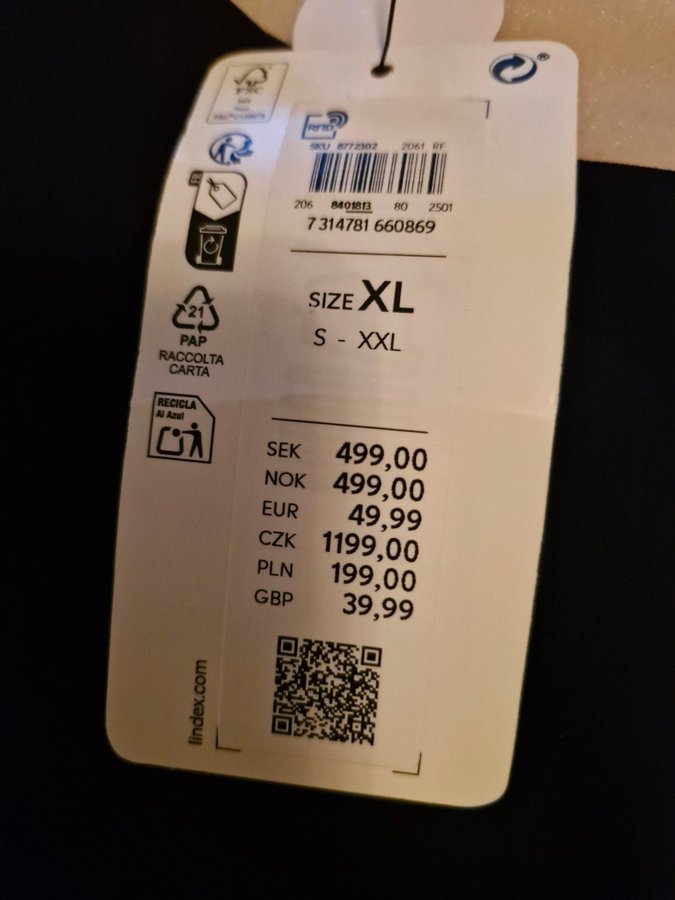 FSC
RFID
SKU 8772302 2061 RF
206 8401813 80 2501
7 314781 660869
SIZE XL
S - XXL
21
PAP
RACCOLTA
CARTA
RECICLA
Al Azul
SEK 499,00
NOK 499,00
EUR 49,99
CZK 1199,00
PLN 199,00
GBP 39,99
lindex.com